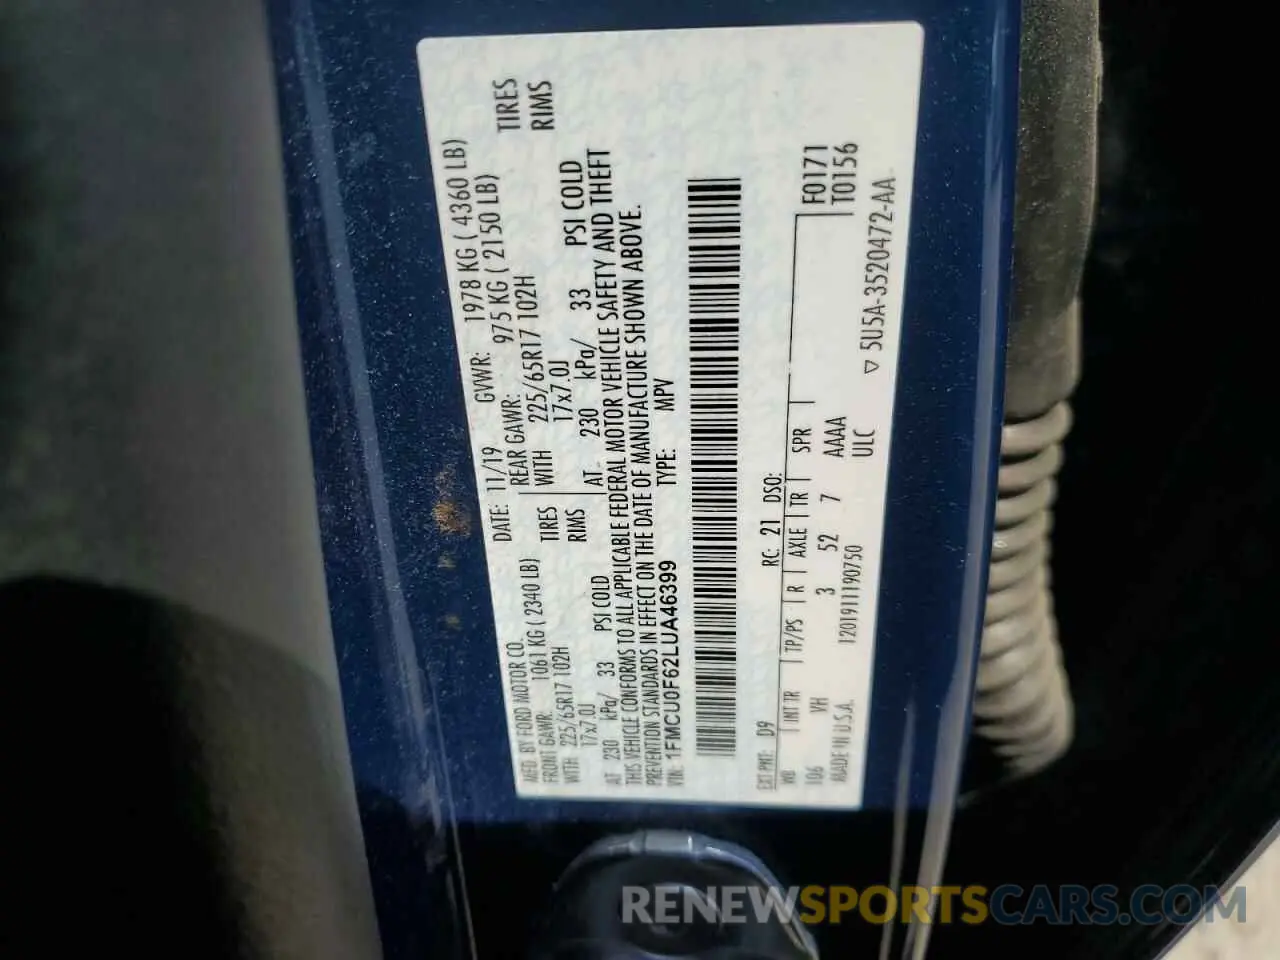 MFD. BY FORD MOTOR CO.
DATE: 11/19 GVWR: 1978 KG ( 4360 LB)
FRONT GAWR: 1061 KG ( 2340 LB)
REAR GAWR: 975 KG ( 2150 LB)
WITH 225/65R17 102H TIRES
WITH 225/65R17 102H TIRES
17x7.0J RIMS
17x7.0J RIMS
AT 230 kPa/ 33 PSI COLD
AT 230 kPa/ 33 PSI COLD
THIS VEHICLE CONFORMS TO ALL APPLICABLE FEDERAL MOTOR VEHICLE SAFETY AND THEFT
PREVENTION STANDARDS IN EFFECT ON THE DATE OF MANUFACTURE SHOWN ABOVE.
VIN: 1FMCU0F62LUA46399 TYPE: MPV
EXT PNT: D9 RC: 21 DSO:
WB INT TR TP/PS R AXLE TR SPR F0171
106 VH 3 52 7 AAAA T0156
MADE IN U.S.A. 1201911190750 ULC
▽ 5U5A-3520472-AA
RENEWSPORTSCARS.COM